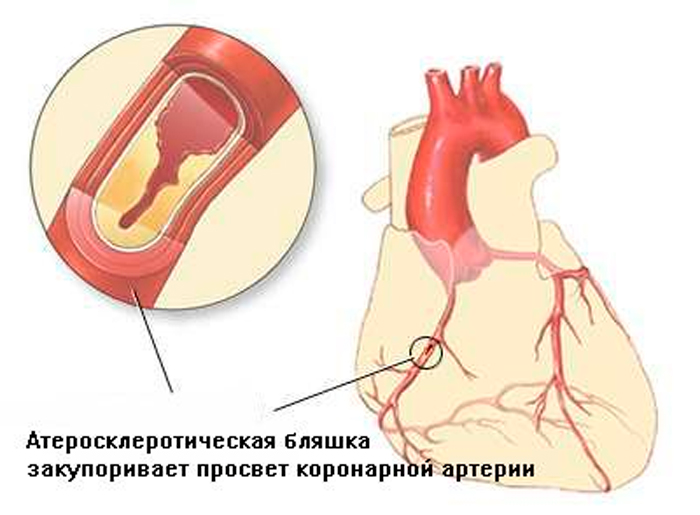 Атеросклеротическая бляшка
закупоривает просвет коронарной артерии